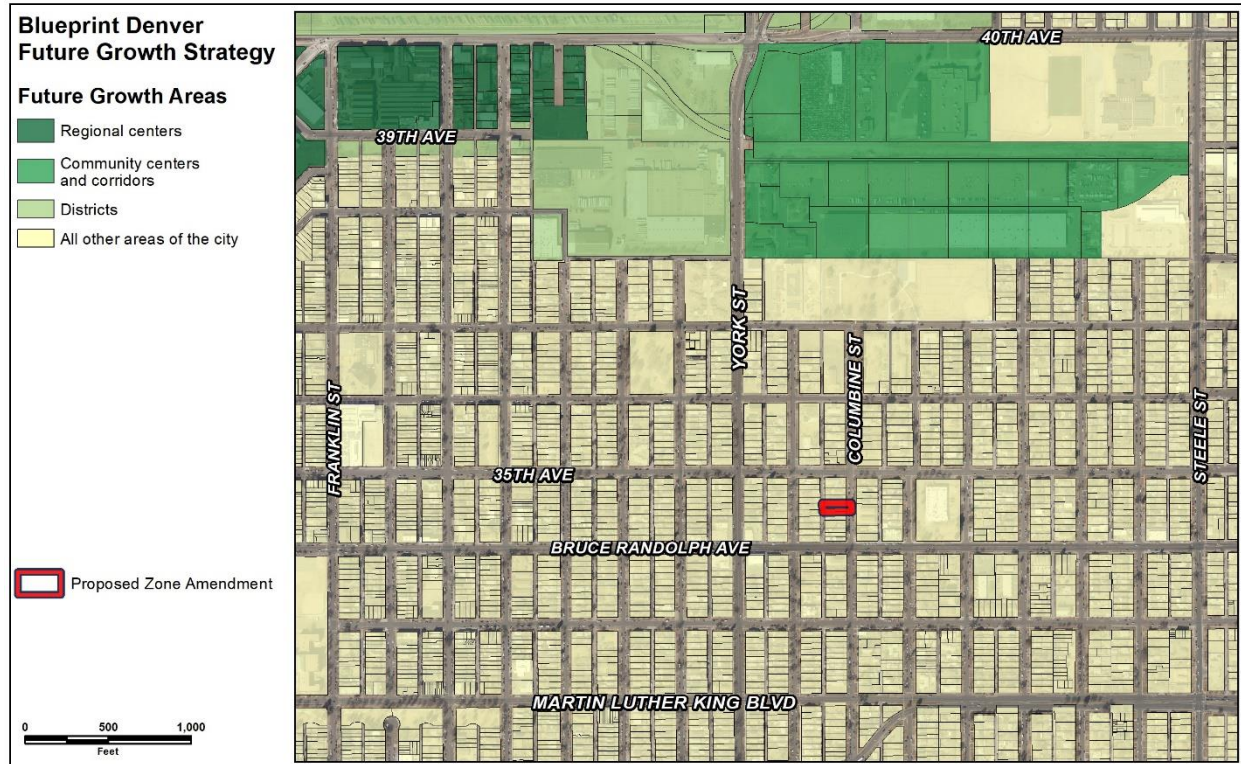 Blueprint Denver
Future Growth Strategy
Future Growth Areas
Regional centers
Community centers
and corridors
Districts
All other areas of the city
Proposed Zone Amendment
0 500 1,000
Feet
40TH AVE
39TH AVE
YORK ST
COLUMBINE ST
FRANKLIN ST
STEELE ST
35TH AVE
BRUCE RANDOLPH AVE
MARTIN LUTHER KING BLVD